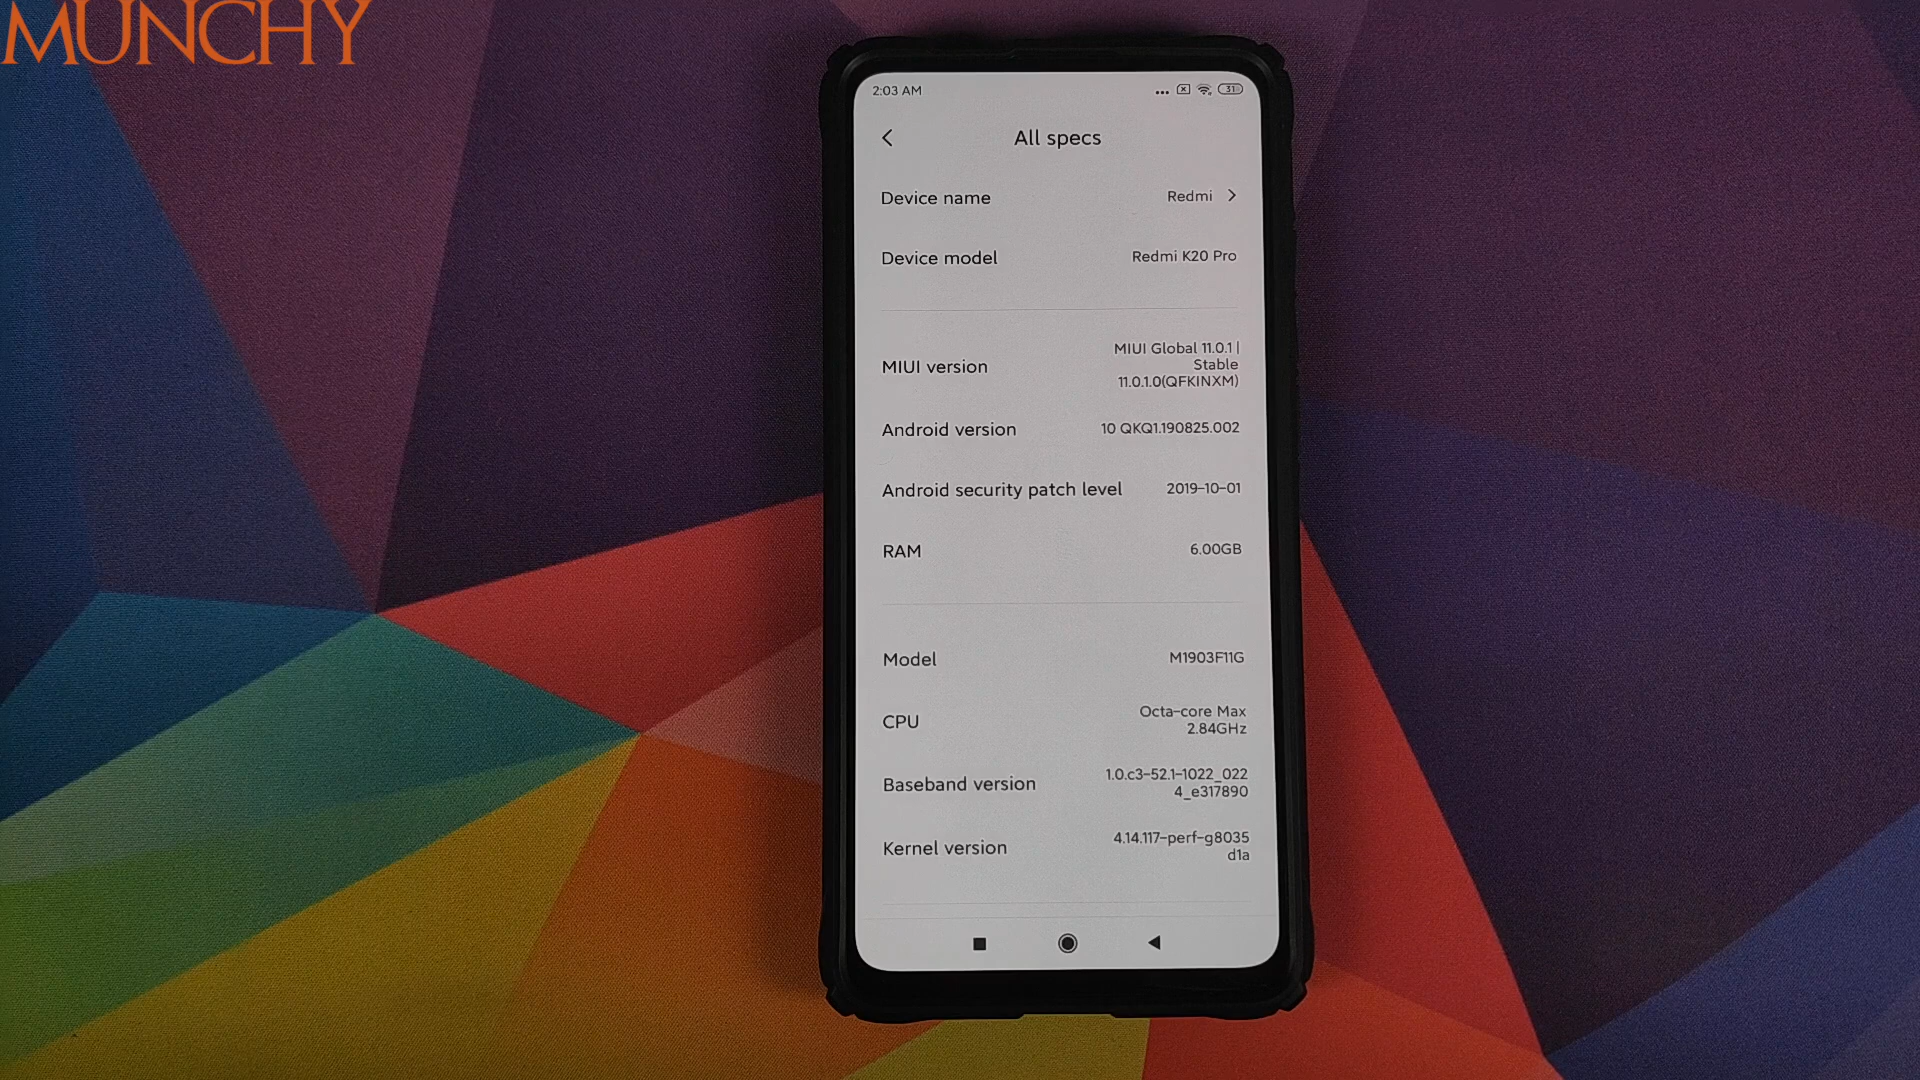 MUNCHY
2:03 AM
31
All specs
Device name Redmi
Device model Redmi K20 Pro
MIUI version MIUI Global 11.0.1 |
Stable
11.0.1.0(QFKINXM)
Android version 10 QKQ1.190825.002
Android security patch level 2019-10-01
RAM 6.00GB
Model M1903F11G
CPU Octa-core Max
2.84GHz
Baseband version 1.0.c3-52.1-1022_022
4_e317890
Kernel version 4.14.117-perf-g8035
d1a